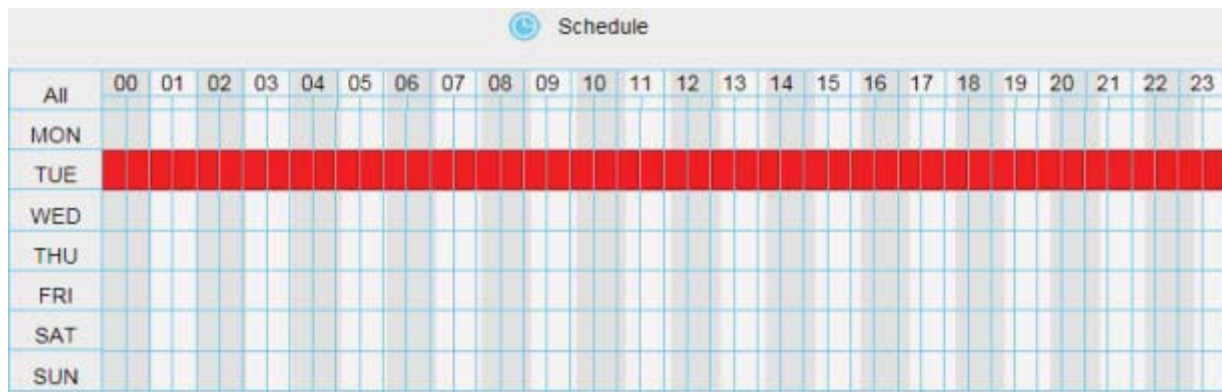 Schedule
All 00 01 02 03 04 05 06 07 08 09 10 11 12 13 14 15 16 17 18 19 20 21 22 23
MON
TUE
WED
THU
FRI
SAT
SUN